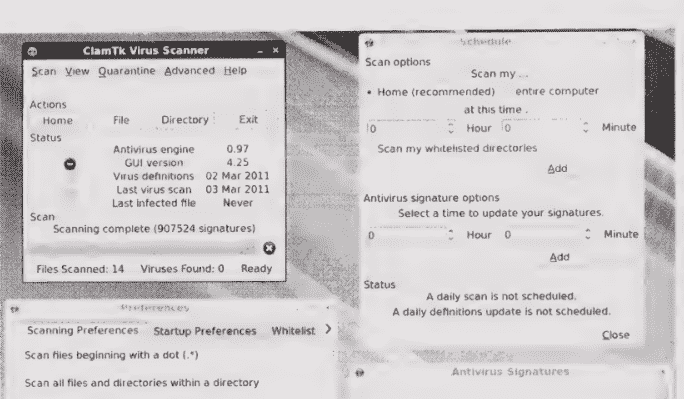 ClamTk Virus Scanner
Scan View Quarantine Advanced Help
Actions
Home File Directory Exit
Status
Antivirus engine 0.97
GUI version 4.25
Virus definitions 02 Mar 2011
Last virus scan 03 Mar 2011
Last infected file Never
Scan
Scanning complete (907524 signatures)
Files Scanned: 14 Viruses Found: 0 Ready
Preferences
Scanning Preferences Startup Preferences Whitelist
Scan files beginning with a dot (.*)
Scan all files and directories within a directory
Schedule
Scan options
Scan my ...
Home (recommended) entire computer
at this time .
0 Hour 0 Minute
Scan my whitelisted directories
Add
Antivirus signature options
Select a time to update your signatures.
0 Hour 0 Minute
Add
Status
A daily scan is not scheduled.
A daily definitions update is not scheduled.
Close
Antivirus Signatures